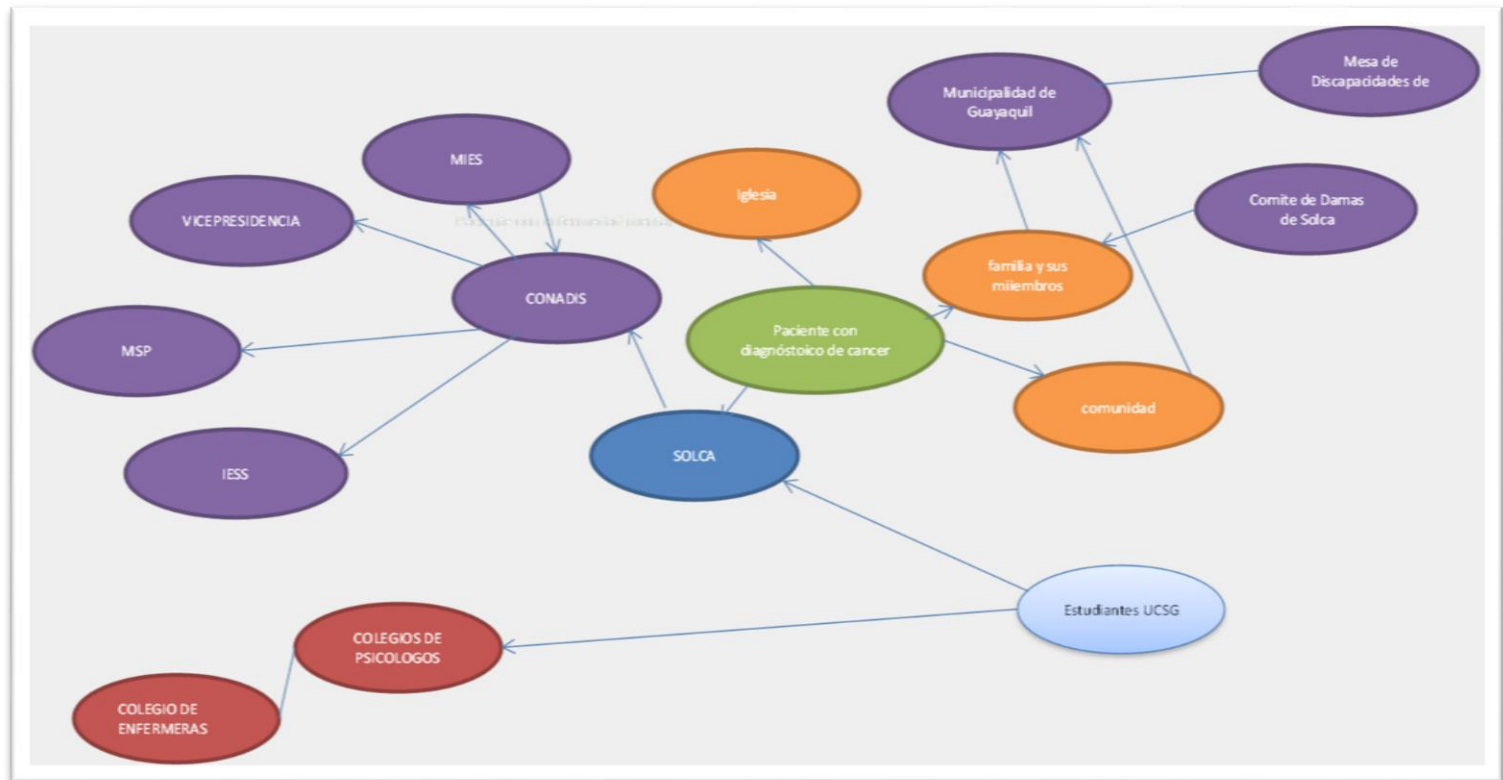 Mesa de
Discapacidades de
Municipalidad de
Guayaquil
MIES
Iglesia
VICEPRESIDENCIA
Comite de Damas
de Solca
familia y sus
miiembros
CONADIS
Paciente con
diagnóstoico de cancer
MSP
comunidad
SOLCA
IESS
Estudiantes UCSG
COLEGIOS DE
PSICOLOGOS
COLEGIO DE
ENFERMERAS